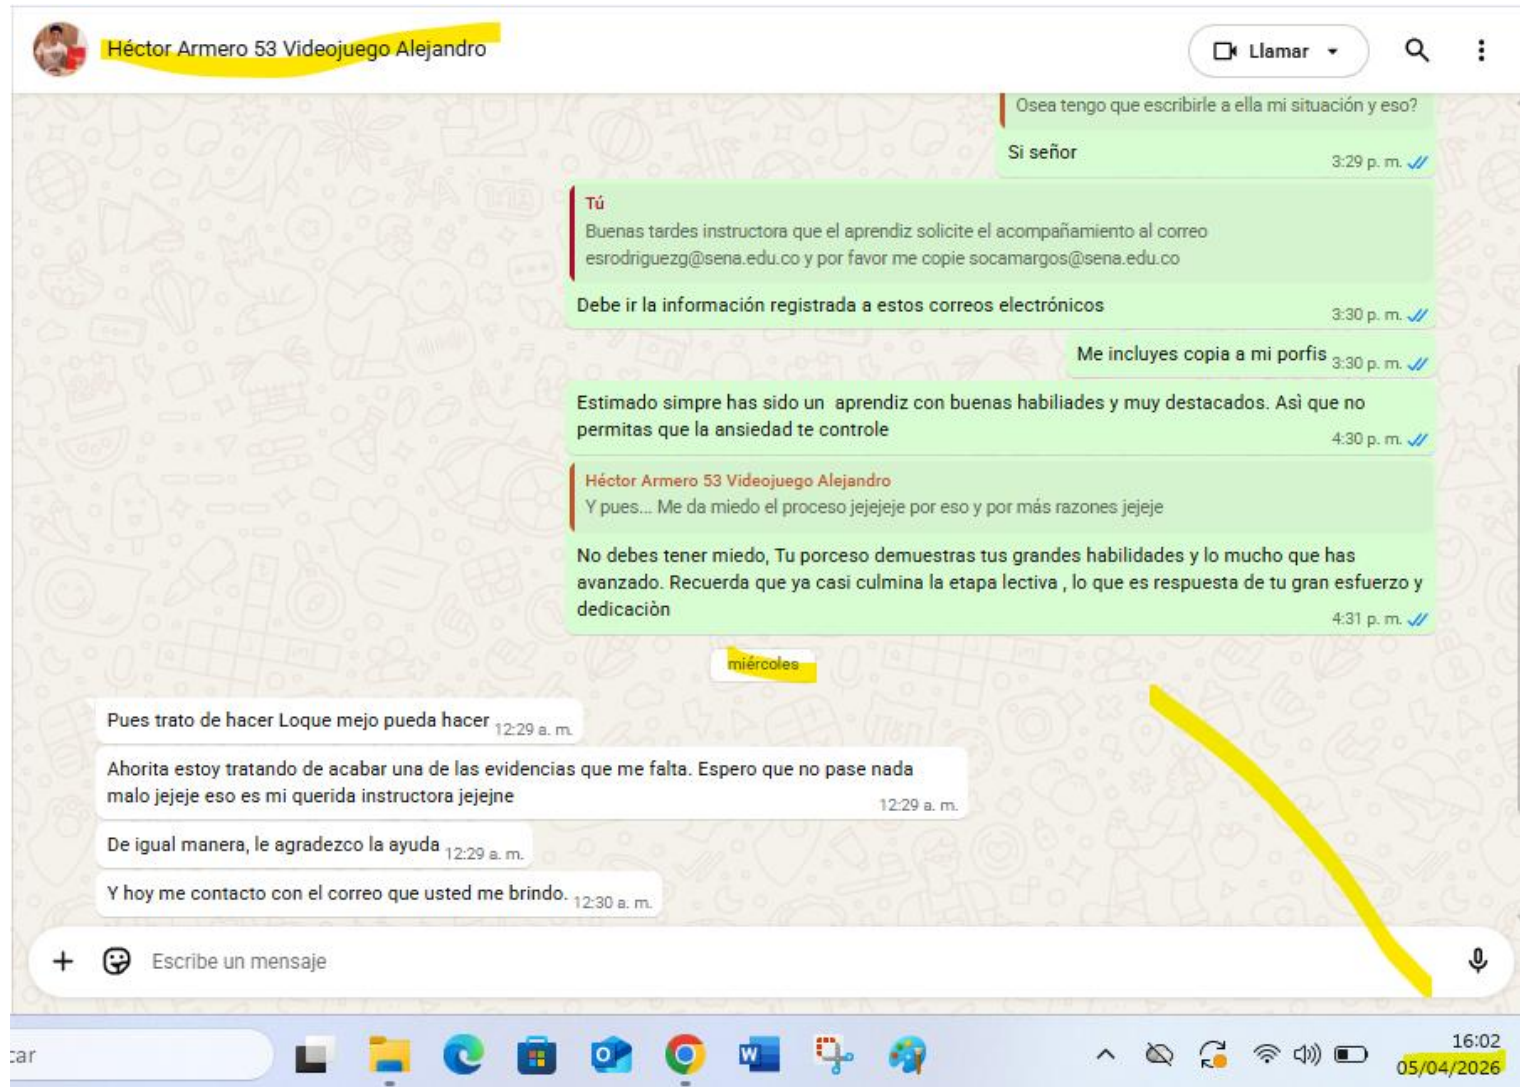 Héctor Armero 53 Videojuego Alejandro
Llamar
Osea tengo que escribirle a ella mi situación y eso?
Si señor
3:29 p. m.
Tú
Buenas tardes instructora que el aprendiz solicite el acompañamiento al correo
esrodriguezg@sena.edu.co y por favor me copie socamargos@sena.edu.co
Debe ir la información registrada a estos correos electrónicos
3:30 p. m.
Me incluyes copia a mi porfis 3:30 p. m.
Estimado simpre has sido un  aprendiz con buenas habiliades y muy destacados. Asì que no
permitas que la ansiedad te controle
4:30 p. m.
Héctor Armero 53 Videojuego Alejandro
Y pues... Me da miedo el proceso jejejeje por eso y por más razones jejeje
No debes tener miedo, Tu porceso demuestras tus grandes habilidades y lo mucho que has
avanzado. Recuerda que ya casi culmina la etapa lectiva , lo que es respuesta de tu gran esfuerzo y
dedicaciòn
4:31 p. m.
miércoles
Pues trato de hacer Loque mejo pueda hacer 12:29 a. m.
Ahorita estoy tratando de acabar una de las evidencias que me falta. Espero que no pase nada
malo jejeje eso es mi querida instructora jejejne
12:29 a. m.
De igual manera, le agradezco la ayuda 12:29 a. m.
Y hoy me contacto con el correo que usted me brindo. 12:30 a. m.
Escribe un mensaje
car
16:02
05/04/2026